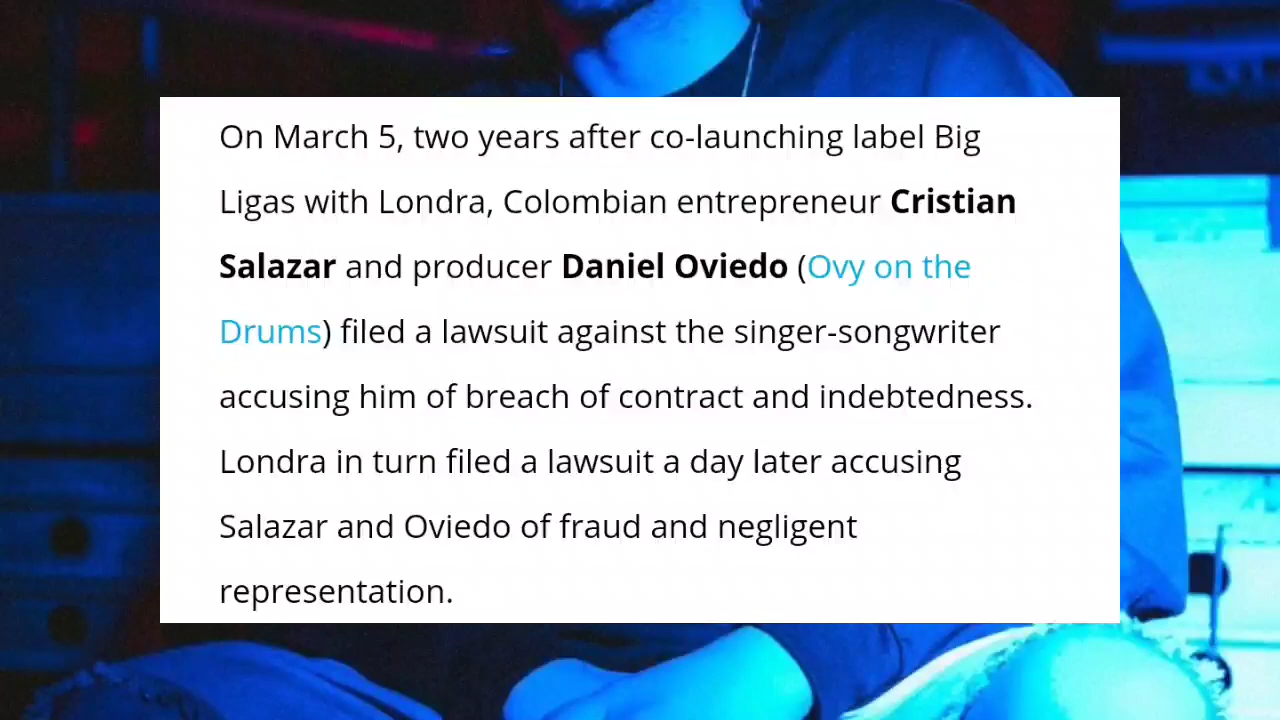 On March 5, two years after co-launching label Big
Ligas with Londra, Colombian entrepreneur Cristian
Salazar and producer Daniel Oviedo (Ovy on the
Drums) filed a lawsuit against the singer-songwriter
accusing him of breach of contract and indebtedness.
Londra in turn filed a lawsuit a day later accusing
Salazar and Oviedo of fraud and negligent
representation.